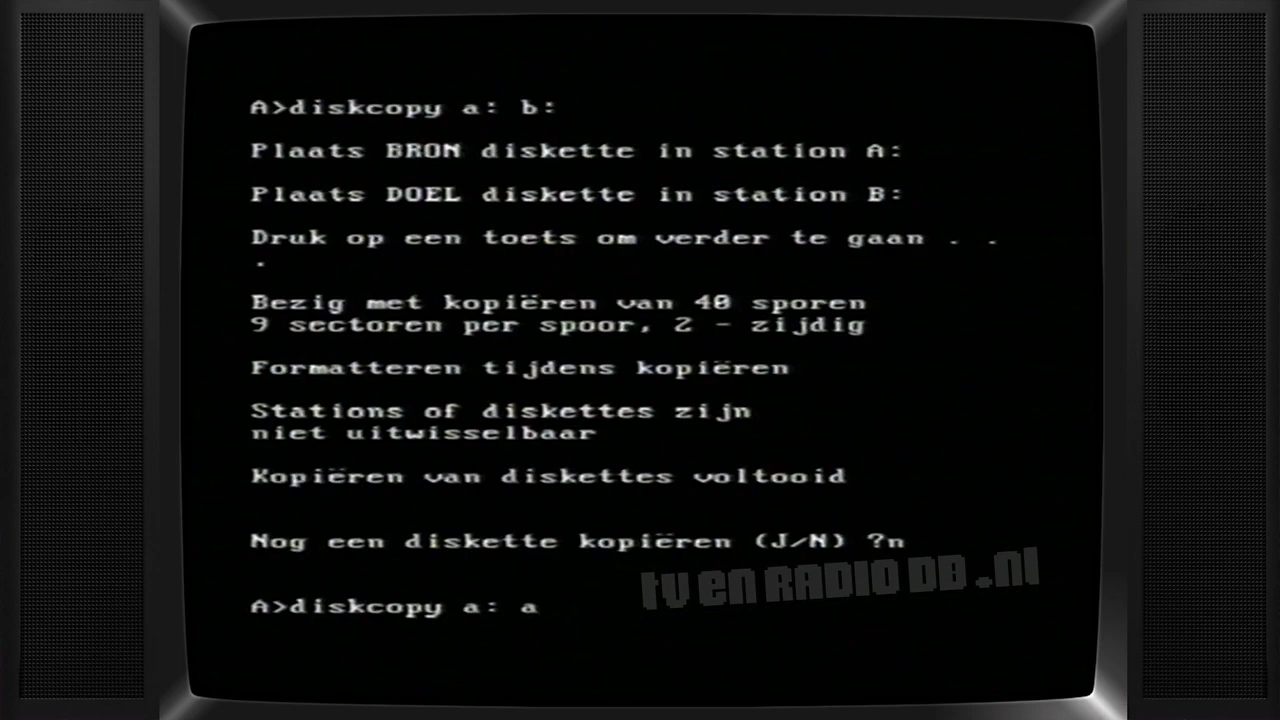 A>diskcopy a: b:
Plaats BRON diskette in station A:
Plaats DOEL diskette in station B:
Druk op een toets om verder te gaan . .
.
Bezig met kopiëren van 40 sporen
9 sectoren per spoor, 2 - zijdig
Formatteren tijdens kopiëren
Stations of diskettes zijn
niet uitwisselbaar
Kopiëren van diskettes voltooid
Nog een diskette kopiëren (J/N) ?n
A>diskcopy a: a
tv en RADIO DB .nl